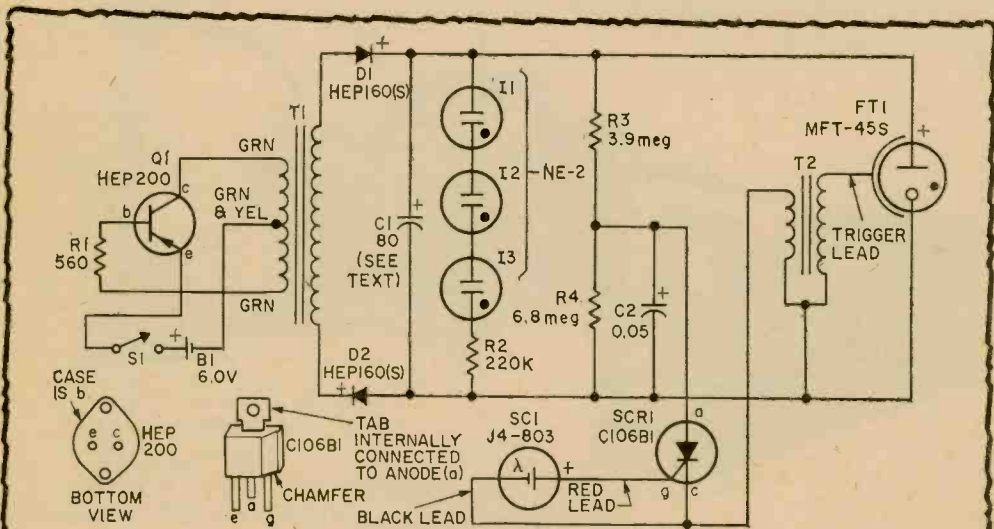 D1
HEP160(S)
+
T1
Q1
HEP200
c
b
e
R1
560
GRN
GRN
& YEL
GRN
S1
+
B1
6.0V
C1
80
(SEE
TEXT)
+
I1
I2
I3
NE-2
R2
220K
R3
3.9meg
R4
6.8meg
C2
0.05
+
FT1
MFT-45S
+
T2
TRIGGER
LEAD
D2
HEP160(S)
+
CASE
IS b
e
c
HEP
200
BOTTOM
VIEW
C106B1
TAB
INTERNALLY
CONNECTED
TO ANODE(a)
CHAMFER
e
a
g
SC1
J4-803
λ
+
BLACK LEAD
RED
LEAD
SCR1
C106B1
a
g
c